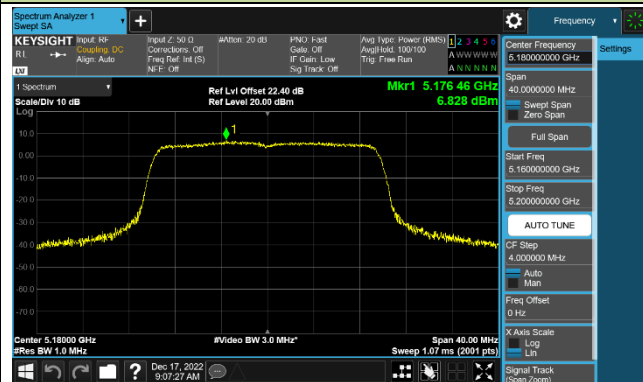 Spectrum Analyzer 1
Swept SA
+
Frequency
KEYSIGHT
RL
LXI
Input: RF
Coupling: DC
Align: Auto
Input Z: 50 Ω
Corrections: Off
Freq Ref: Int (S)
NFE: Off
#Atten: 20 dB
PNO: Fast
Gate: Off
IF Gain: Low
Sig Track: Off
Avg Type: Power (RMS)
Avg|Hold: 100/100
Trig: Free Run
1 2 3 4 5 6
A W W W W W
A N N N N N
1 Spectrum
Scale/Div 10 dB
Log
Ref Lvl Offset 22.40 dB
Ref Level 20.00 dBm
Mkr1 5.176 46 GHz
6.828 dBm
1
10.0
0.00
-10.0
-20.0
-30.0
-40.0
-50.0
-60.0
-70.0
Center 5.18000 GHz
#Res BW 1.0 MHz
#Video BW 3.0 MHz*
Span 40.00 MHz
Sweep 1.07 ms (2001 pts)
Center Frequency
5.180000000 GHz
Settings
Span
40.0000000 MHz
Swept Span
Zero Span
Full Span
Start Freq
5.160000000 GHz
Stop Freq
5.200000000 GHz
AUTO TUNE
CF Step
4.000000 MHz
Auto
Man
Freq Offset
0 Hz
X Axis Scale
Log
Lin
Signal Track
(Span Zoom)
?
Dec 17, 2022
9:07:27 AM